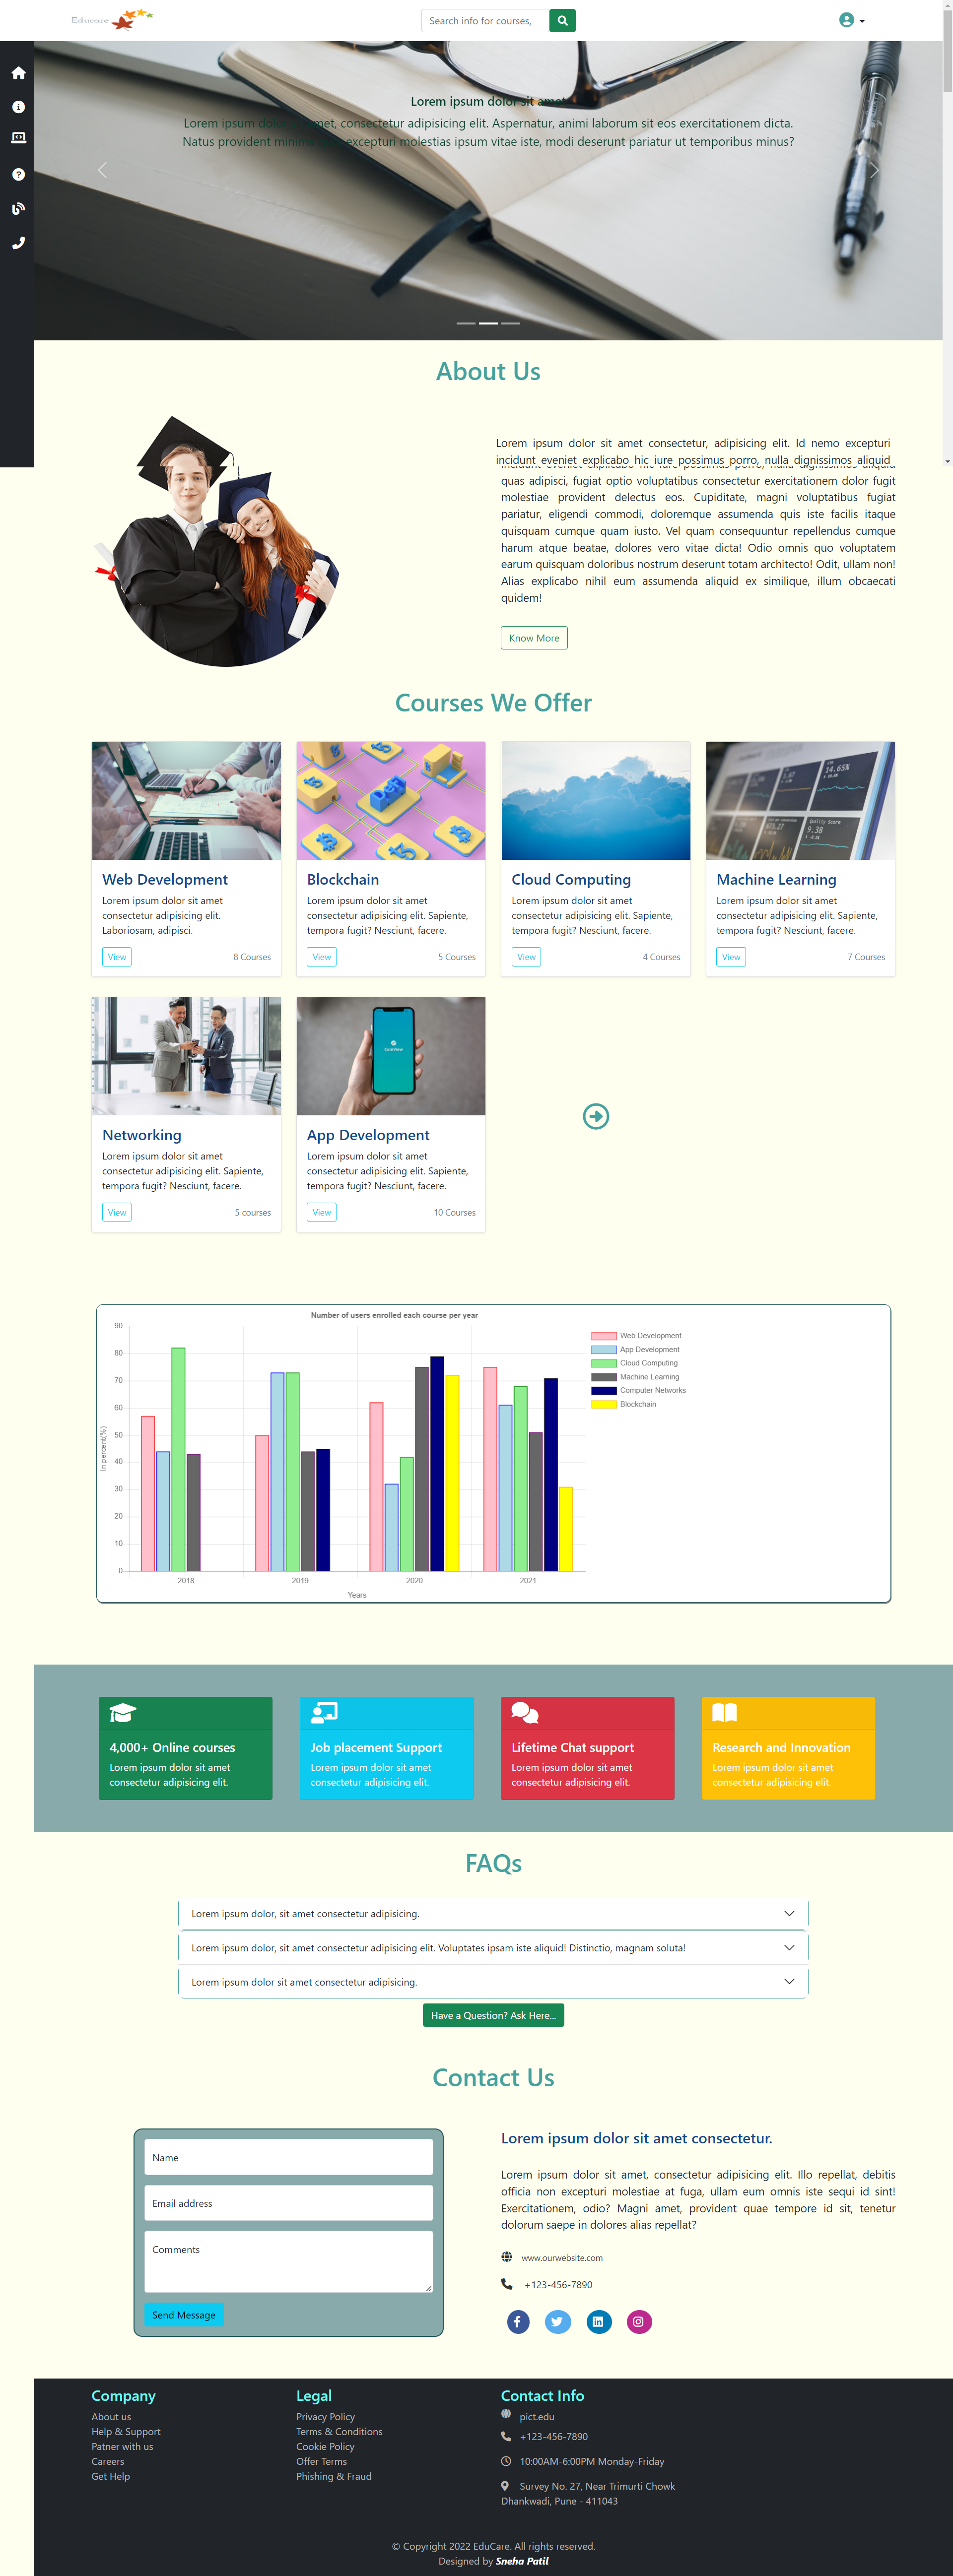 Educare
Search info for courses,
Lorem ipsum dolor sit amet
Lorem ipsum dolor sit amet, consectetur adipisicing elit. Aspernatur, animi laborum sit eos exercitationem dicta.
Natus provident minima excepturi molestias ipsum vitae iste, modi deserunt pariatur ut temporibus minus?
About Us
Lorem ipsum dolor sit amet consectetur, adipisicing elit. Id nemo excepturi
incidunt eveniet explicabo hic iure possimus porro, nulla dignissimos aliquid
incidunt eveniet explicabo hic iure possimus porro, nulla dignissimos aliquid
quas adipisci, fugiat optio voluptatibus consectetur exercitationem dolor fugit
molestiae provident delectus eos. Cupiditate, magni voluptatibus fugiat
pariatur, eligendi commodi, doloremque assumenda quis iste facilis itaque
quisquam cumque quam iusto. Vel quam consequuntur repellendus cumque
harum atque beatae, dolores vero vitae dicta! Odio omnis quo voluptatem
earum quisquam doloribus nostrum deserunt totam architecto! Odit, ullam non!
Alias explicabo nihil eum assumenda aliquid ex similique, illum obcaecati
quidem!
Know More
Courses We Offer
14.65%
9.38
Web Development
Lorem ipsum dolor sit amet
consectetur adipisicing elit.
Laboriosam, adipisci.
View
8 Courses
Blockchain
Lorem ipsum dolor sit amet
consectetur adipisicing elit. Sapiente,
tempora fugit? Nesciunt, facere.
View
5 Courses
Cloud Computing
Lorem ipsum dolor sit amet
consectetur adipisicing elit. Sapiente,
tempora fugit? Nesciunt, facere.
View
4 Courses
Machine Learning
Lorem ipsum dolor sit amet
consectetur adipisicing elit. Sapiente,
tempora fugit? Nesciunt, facere.
View
7 Courses
Networking
Lorem ipsum dolor sit amet
consectetur adipisicing elit. Sapiente,
tempora fugit? Nesciunt, facere.
View
5 courses
App Development
Lorem ipsum dolor sit amet
consectetur adipisicing elit. Sapiente,
tempora fugit? Nesciunt, facere.
View
10 Courses
Number of users enrolled each course per year
90
80
70
60
50
40
30
20
10
0
In percent(%)
2018
2019
2020
2021
Years
Web Development
App Development
Cloud Computing
Machine Learning
Computer Networks
Blockchain
4,000+ Online courses
Lorem ipsum dolor sit amet
consectetur adipisicing elit.
Job placement Support
Lorem ipsum dolor sit amet
consectetur adipisicing elit.
Lifetime Chat support
Lorem ipsum dolor sit amet
consectetur adipisicing elit.
Research and Innovation
Lorem ipsum dolor sit amet
consectetur adipisicing elit.
FAQs
Lorem ipsum dolor, sit amet consectetur adipisicing.
Lorem ipsum dolor, sit amet consectetur adipisicing elit. Voluptates ipsam iste aliquid! Distinctio, magnam soluta!
Lorem ipsum dolor sit amet consectetur adipisicing.
Have a Question? Ask Here...
Contact Us
Name
Email address
Comments
Send Message
Lorem ipsum dolor sit amet consectetur.
Lorem ipsum dolor sit amet, consectetur adipisicing elit. Illo repellat, debitis
officia non excepturi molestiae at fuga, ullam eum omnis iste sequi id sint!
Exercitationem, odio? Magni amet, provident quae tempore id sit, tenetur
dolorum saepe in dolores alias repellat?
www.ourwebsite.com
+123-456-7890
Company
About us
Help & Support
Patner with us
Careers
Get Help
Legal
Privacy Policy
Terms & Conditions
Cookie Policy
Offer Terms
Phishing & Fraud
Contact Info
pict.edu
+123-456-7890
10:00AM-6:00PM Monday-Friday
Survey No. 27, Near Trimurti Chowk
Dhankwadi, Pune - 411043
© Copyright 2022 EduCare. All rights reserved.
Designed by Sneha Patil